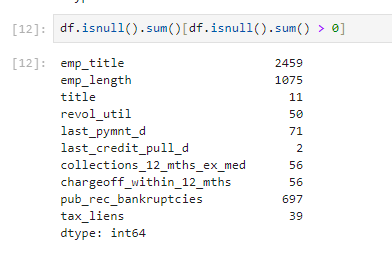 [12]: df.isnull().sum()[df.isnull().sum() > 0]
[12]: emp_title 2459
emp_length 1075
title 11
revol_util 50
last_pymnt_d 71
last_credit_pull_d 2
collections_12_mths_ex_med 56
chargeoff_within_12_mths 56
pub_rec_bankruptcies 697
tax_liens 39
dtype: int64